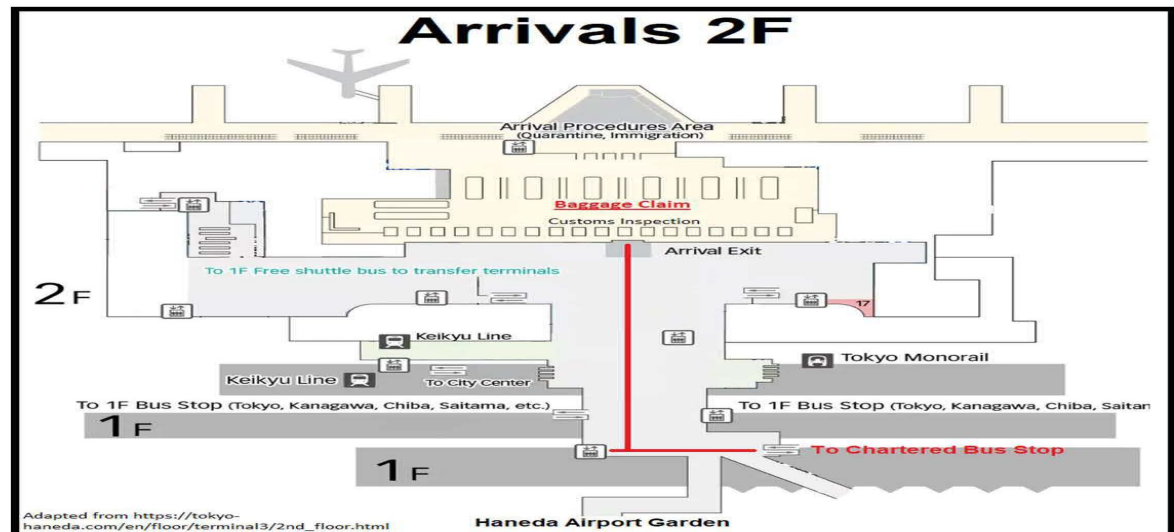 Arrivals 2F
Arrival Procedures Area
(Quarantine, Immigration)
Baggage Claim
Customs Inspection
Arrival Exit
To 1F Free shuttle bus to transfer terminals
2F
17
Keikyu Line
Tokyo Monorail
Keikyu Line
To City Center
To 1F Bus Stop (Tokyo, Kanagawa, Chiba, Saitama, etc.)
To 1F Bus Stop (Tokyo, Kanagawa, Chiba, Saitan
1F
To Chartered Bus Stop
1F
Adapted from https://tokyo-
haneda.com/en/floor/terminal3/2nd_floor.html
Haneda Airport Garden